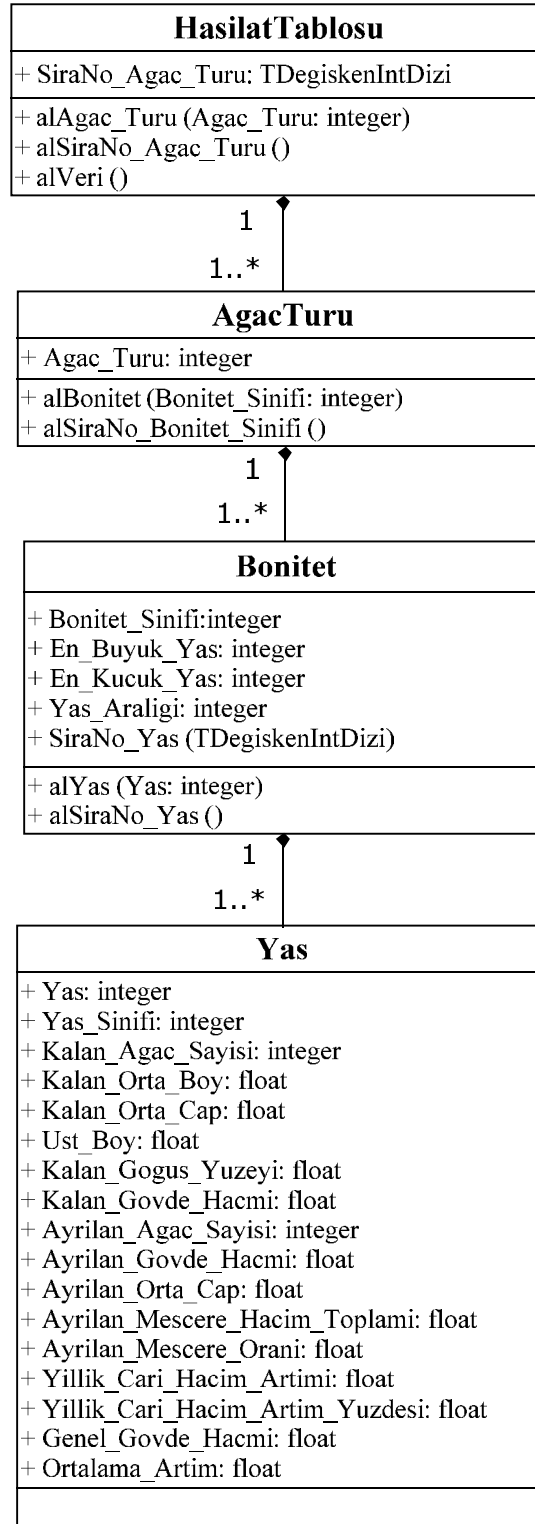 HasilatTablosu
+ SiraNo_Agac_Turu: TDegiskenIntDizi
+ alAgac_Turu (Agac_Turu: integer)
+ alSiraNo_Agac_Turu ()
+ alVeri ()
1
1..*
AgacTuru
+ Agac_Turu: integer
+ alBonitet (Bonitet_Sinifi: integer)
+ alSiraNo_Bonitet_Sinifi ()
1
1..*
Bonitet
+ Bonitet_Sinifi:integer
+ En_Buyuk_Yas: integer
+ En_Kucuk_Yas: integer
+ Yas_Araligi: integer
+ SiraNo_Yas (TDegiskenIntDizi)
+ alYas (Yas: integer)
+ alSiraNo_Yas ()
1
1..*
Yas
+ Yas: integer
+ Yas_Sinifi: integer
+ Kalan_Agac_Sayisi: integer
+ Kalan_Orta_Boy: float
+ Kalan_Orta_Cap: float
+ Ust_Boy: float
+ Kalan_Gogus_Yuzeyi: float
+ Kalan_Govde_Hacmi: float
+ Ayrilan_Agac_Sayisi: integer
+ Ayrilan_Govde_Hacmi: float
+ Ayrilan_Orta_Cap: float
+ Ayrilan_Mescere_Hacim_Toplami: float
+ Ayrilan_Mescere_Orani: float
+ Yillik_Cari_Hacim_Artimi: float
+ Yillik_Cari_Hacim_Artim_Yuzdesi: float
+ Genel_Govde_Hacmi: float
+ Ortalama_Artim: float